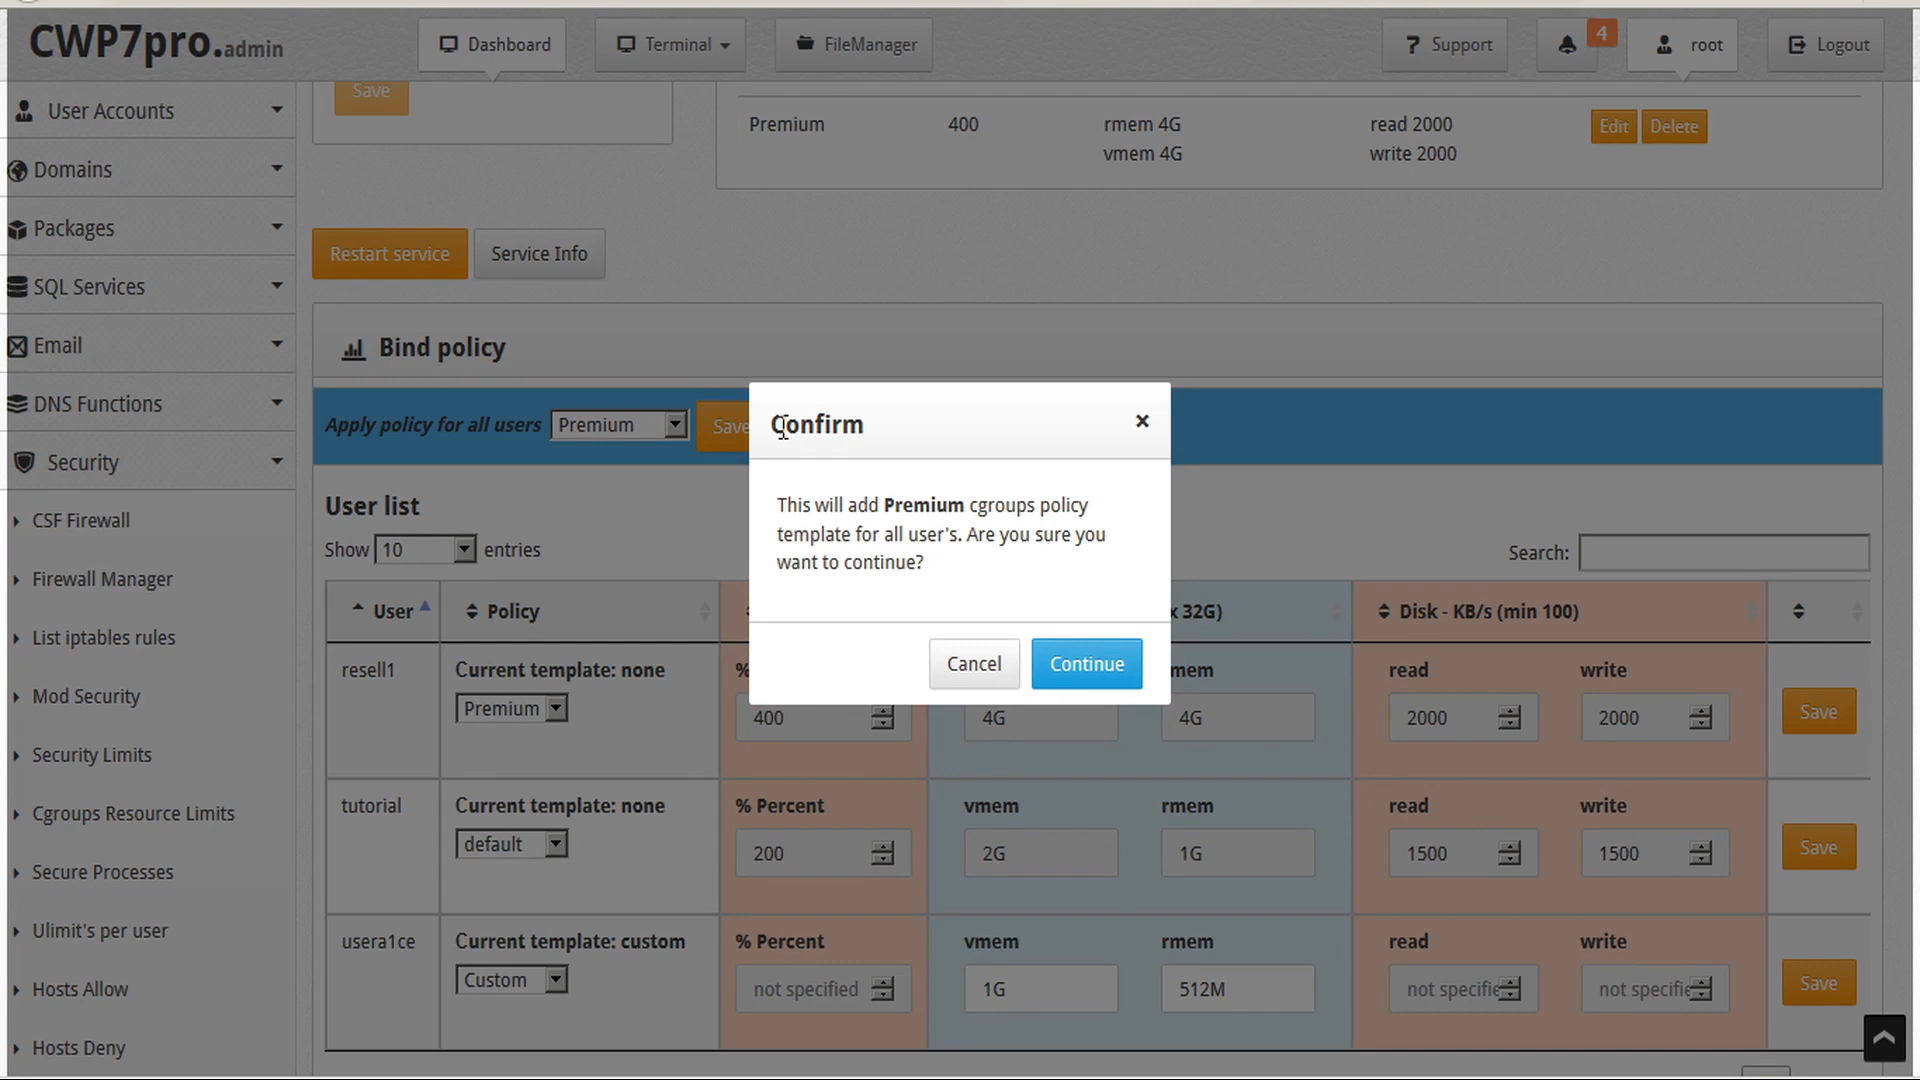 CWP7pro.admin
Dashboard
Terminal
FileManager
Support
4
root
Logout
User Accounts
Domains
Packages
SQL Services
Email
DNS Functions
Security
CSF Firewall
Firewall Manager
List iptables rules
Mod Security
Security Limits
Cgroups Resource Limits
Secure Processes
Ulimit's per user
Hosts Allow
Hosts Deny
Save
Premium 400 rmem 4G read 2000 Edit Delete
vmem 4G write 2000
Restart service Service Info
Bind policy
Apply policy for all users Premium Save
Confirm ×
This will add Premium cgroups policy
template for all user's. Are you sure you
want to continue?
Cancel Continue
User list
Show 10 entries Search:
User Policy x 32G) Disk - KB/s (min 100)
resell1 Current template: none % mem read write
Premium 400 4G 4G 2000 2000 Save
tutorial Current template: none % Percent vmem rmem read write
default 200 2G 1G 1500 1500 Save
usera1ce Current template: custom % Percent vmem rmem read write
Custom not specified 1G 512M not specifie not specifie Save